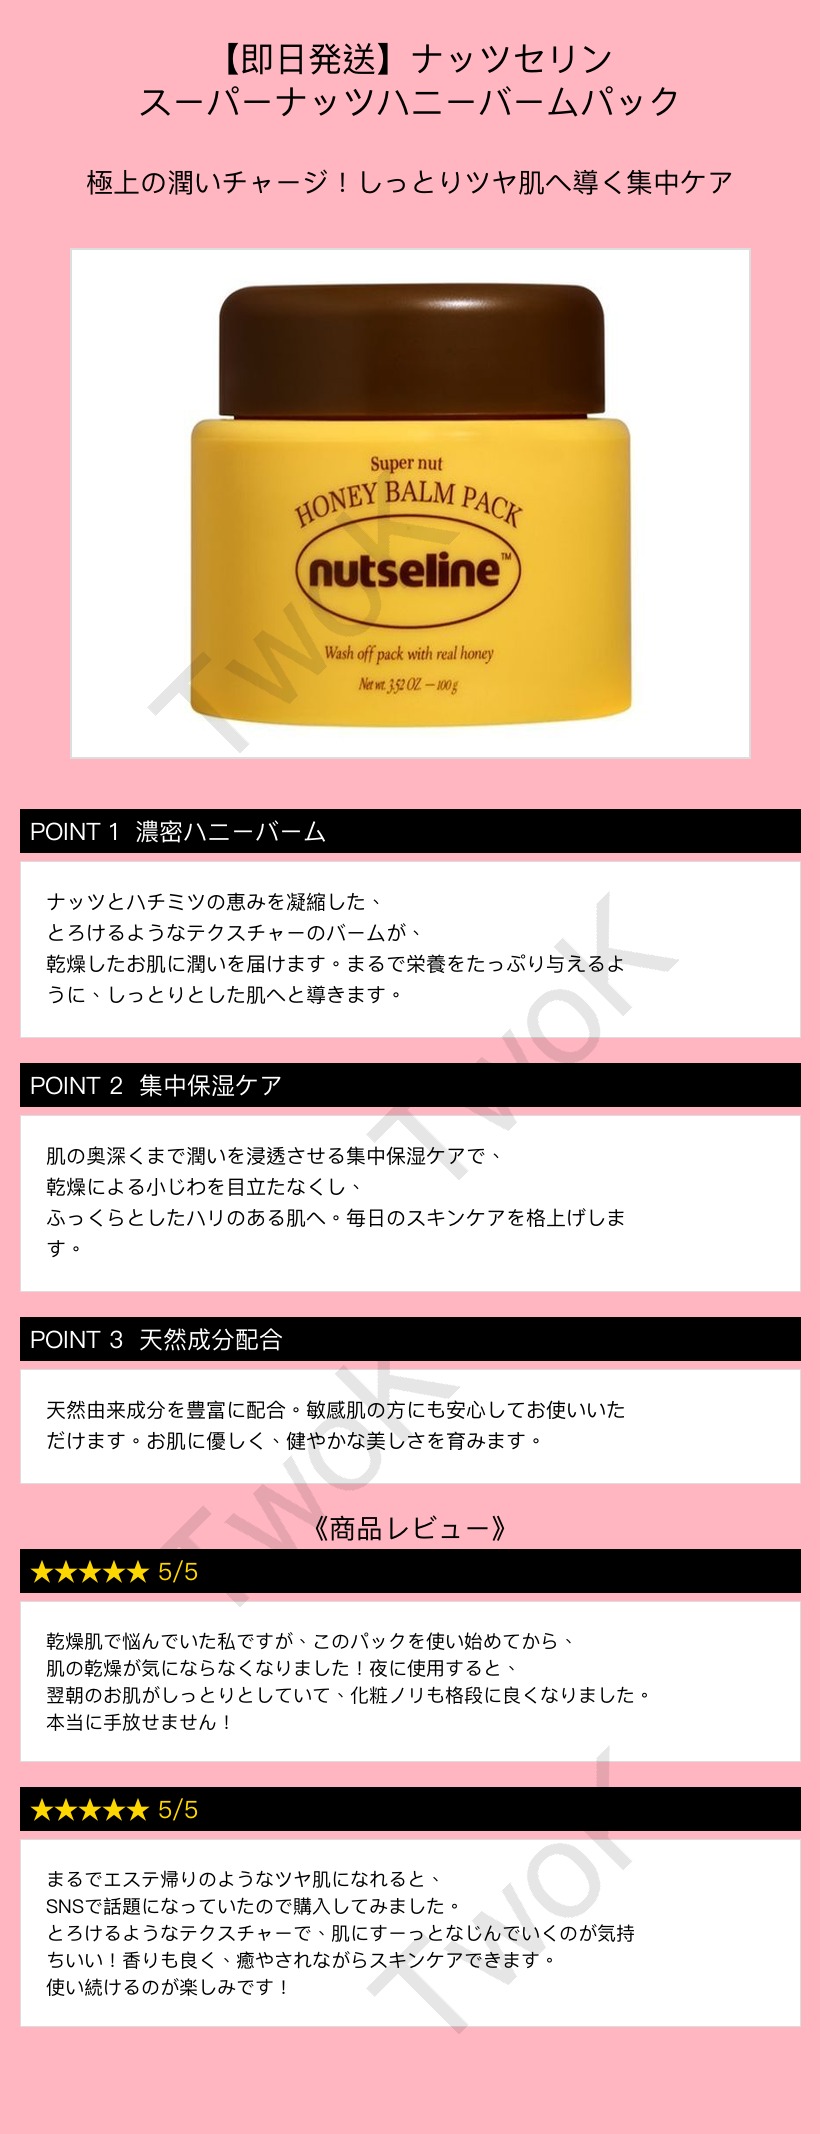 【即日発送】ナッツセリン
スーパーナッツハニーバームパック
極上の潤いチャージ！しっとりツヤ肌へ導く集中ケア
Super nut
HONEY BALM PACK
nutseline™
Wash off pack with real honey
Net wt. 3.52 OZ. — 100 g
TwoK
POINT 1 濃密ハニーバーム
ナッツとハチミツの恵みを凝縮した、
とろけるようなテクスチャーのバームが、
乾燥したお肌に潤いを届けます。まるで栄養をたっぷり与えるよ
うに、しっとりとした肌へと導きます。
TwoK
POINT 2 集中保湿ケア
肌の奥深くまで潤いを浸透させる集中保湿ケアで、
乾燥による小じわを目立たなくし、
ふっくらとしたハリのある肌へ。毎日のスキンケアを格上げしま
す。
POINT 3 天然成分配合
天然由来成分を豊富に配合。敏感肌の方にも安心してお使いいた
だけます。お肌に優しく、健やかな美しさを育みます。
TwoK
《商品レビュー》
★★★★★ 5/5
乾燥肌で悩んでいた私ですが、このパックを使い始めてから、
肌の乾燥が気にならなくなりました！夜に使用すると、
翌朝のお肌がしっとりとしていて、化粧ノリも格段に良くなりました。
本当に手放せません！
★★★★★ 5/5
まるでエステ帰りのようなツヤ肌になれると、
SNSで話題になっていたので購入してみました。
とろけるようなテクスチャーで、肌にすーっとなじんでいくのが気持
ちいい！香りも良く、癒やされながらスキンケアできます。
使い続けるのが楽しみです！
TwoK